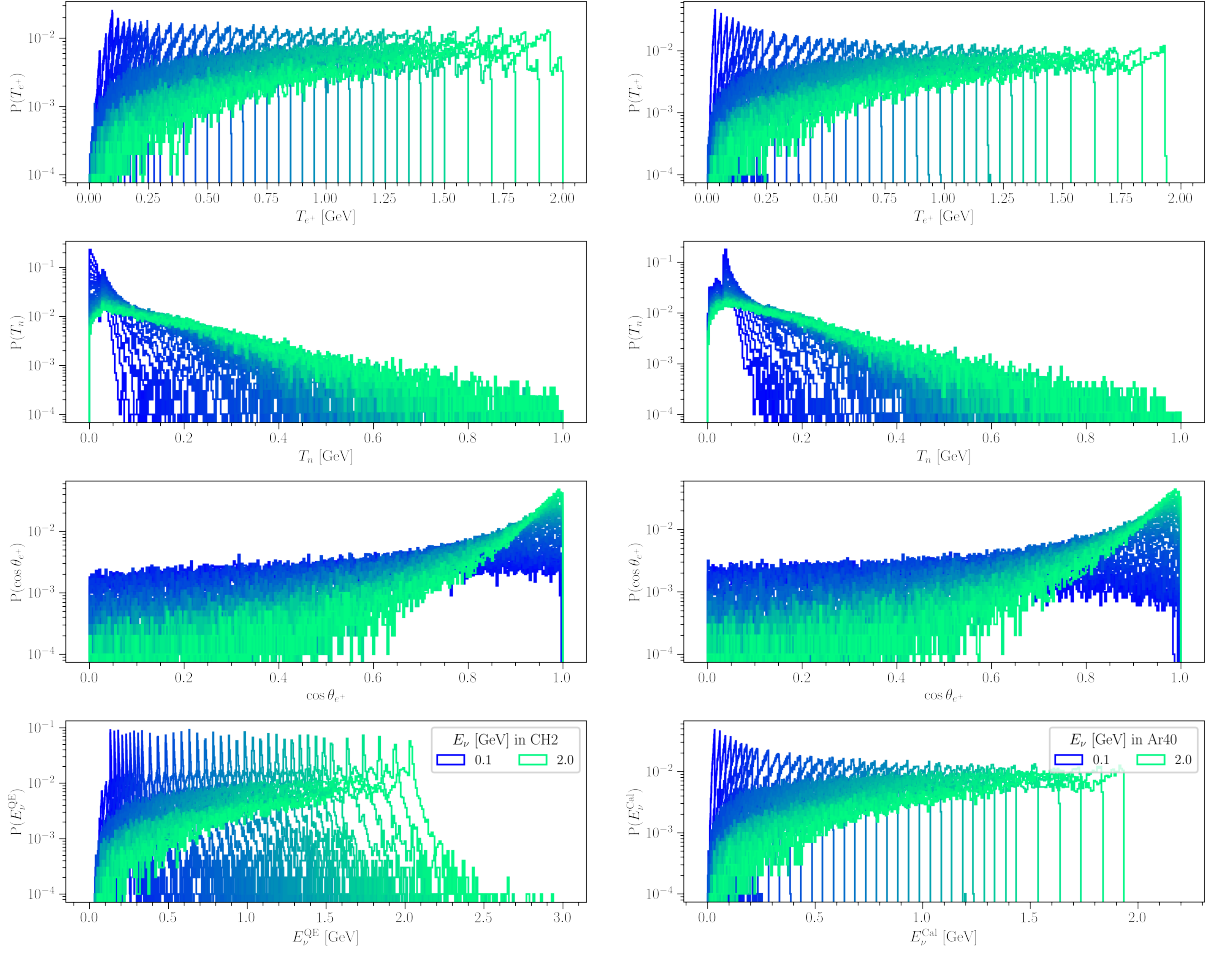 P(T_{e^+})
10^{-2}
10^{-3}
10^{-4}
0.00 0.25 0.50 0.75 1.00 1.25 1.50 1.75 2.00
T_{e^+} [GeV]
P(T_{e^+})
10^{-2}
10^{-3}
10^{-4}
0.00 0.25 0.50 0.75 1.00 1.25 1.50 1.75 2.00
T_{e^+} [GeV]
P(T_n)
10^{-1}
10^{-2}
10^{-3}
10^{-4}
0.0 0.2 0.4 0.6 0.8 1.0
T_n [GeV]
P(T_n)
10^{-1}
10^{-2}
10^{-3}
10^{-4}
0.0 0.2 0.4 0.6 0.8 1.0
T_n [GeV]
P(cos θ_{e^+})
10^{-2}
10^{-3}
10^{-4}
0.0 0.2 0.4 0.6 0.8 1.0
cos θ_{e^+}
P(cos θ_{e^+})
10^{-2}
10^{-3}
10^{-4}
0.0 0.2 0.4 0.6 0.8 1.0
cos θ_{e^+}
P(E_ν^{QE})
10^{-1}
10^{-2}
10^{-3}
10^{-4}
E_ν [GeV] in CH2
0.1 2.0
0.0 0.5 1.0 1.5 2.0 2.5 3.0
E_ν^{QE} [GeV]
P(E_ν^{Cal})
10^{-1}
10^{-2}
10^{-3}
10^{-4}
E_ν [GeV] in Ar40
0.1 2.0
0.0 0.5 1.0 1.5 2.0
E_ν^{Cal} [GeV]